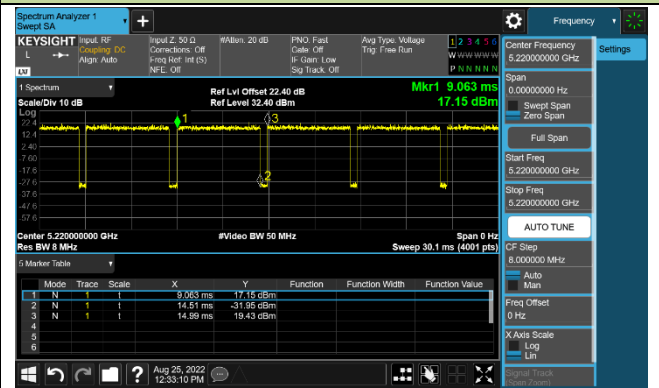 Spectrum Analyzer 1
Swept SA
Frequency
KEYSIGHT
L
LXI
Input: RF
Coupling: DC
Align: Auto
Input Z: 50 Ω
Corrections: Off
Freq Ref: Int (S)
NFE: Off
#Atten: 20 dB
PNO: Fast
Gate: Off
IF Gain: Low
Sig Track: Off
Avg Type: Voltage
Trig: Free Run
1 2 3 4 5 6
W W W W W W
P N N N N N
Center Frequency
5.220000000 GHz
Settings
1 Spectrum
Scale/Div 10 dB
Ref Lvl Offset 22.40 dB
Ref Level 32.40 dBm
Mkr1 9.063 ms
17.15 dBm
Span
0.00000000 Hz
Swept Span
Zero Span
Log
22.4
12.4
2.40
-7.60
-17.6
-27.6
-37.6
-47.6
-57.6
1
3
2
Full Span
Start Freq
5.220000000 GHz
Stop Freq
5.220000000 GHz
Center 5.220000000 GHz
Res BW 8 MHz
#Video BW 50 MHz
Span 0 Hz
Sweep 30.1 ms (4001 pts)
AUTO TUNE
CF Step
8.000000 MHz
Auto
Man
5 Marker Table
Mode Trace Scale X Y Function Function Width Function Value
1 N 1 t 9.063 ms 17.15 dBm
2 N 1 t 14.51 ms -31.95 dBm
3 N 1 t 14.99 ms 19.43 dBm
4
5
6
Freq Offset
0 Hz
X Axis Scale
Log
Lin
Signal Track
(Span Zoom)
?
Aug 25, 2022
12:33:10 PM